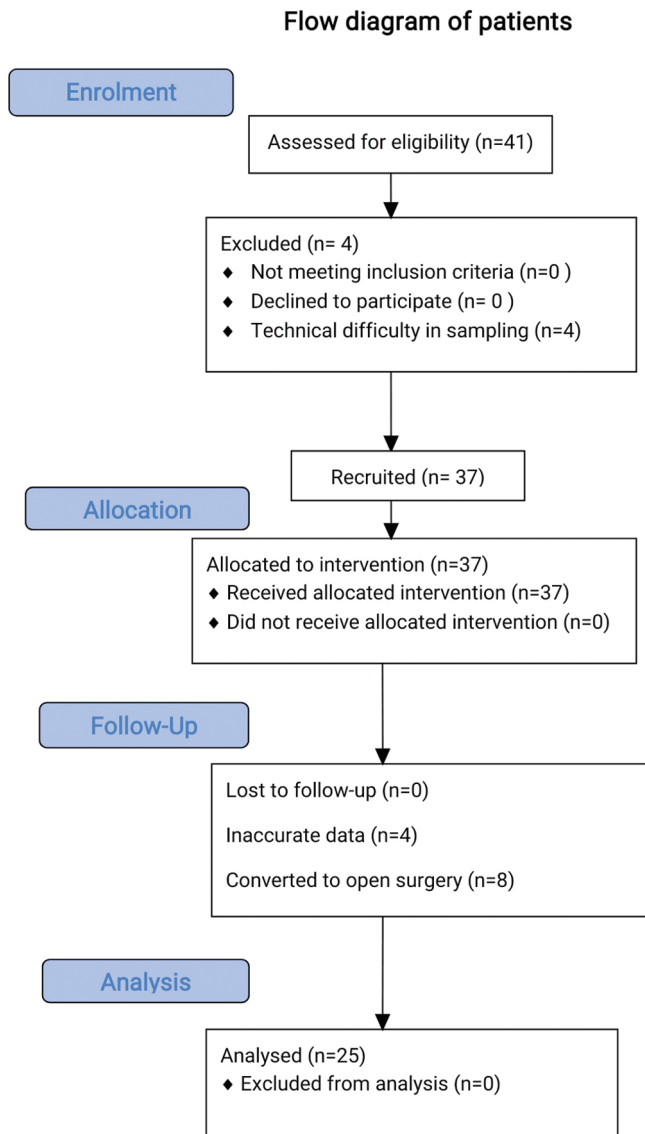 Flow diagram of patients
Enrolment
Assessed for eligibility (n=41)
Excluded (n= 4)
♦ Not meeting inclusion criteria (n=0 )
♦ Declined to participate (n= 0 )
♦ Technical difficulty in sampling (n=4)
Recruited (n= 37)
Allocation
Allocated to intervention (n=37)
♦ Received allocated intervention (n=37)
♦ Did not receive allocated intervention (n=0)
Follow-Up
Lost to follow-up (n=0)
Inaccurate data (n=4)
Converted to open surgery (n=8)
Analysis
Analysed (n=25)
♦ Excluded from analysis (n=0)